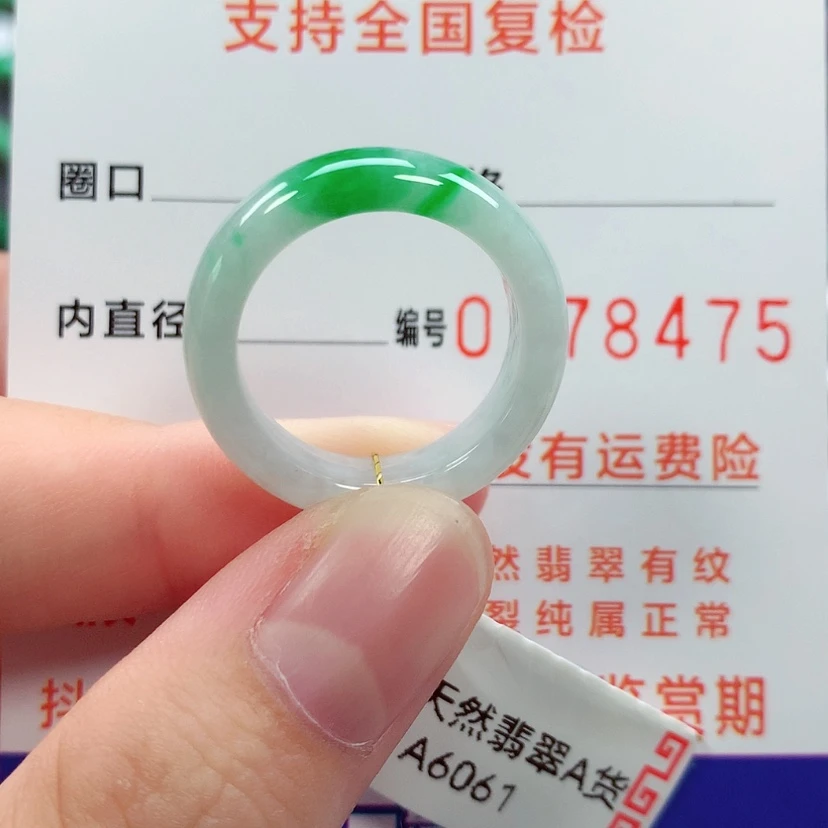 支持全国复检
圈口
内直径 编号 0 78475
有运费险
然翡翠有纹
裂纯属正常
赏期
天然翡翠A货
A6061